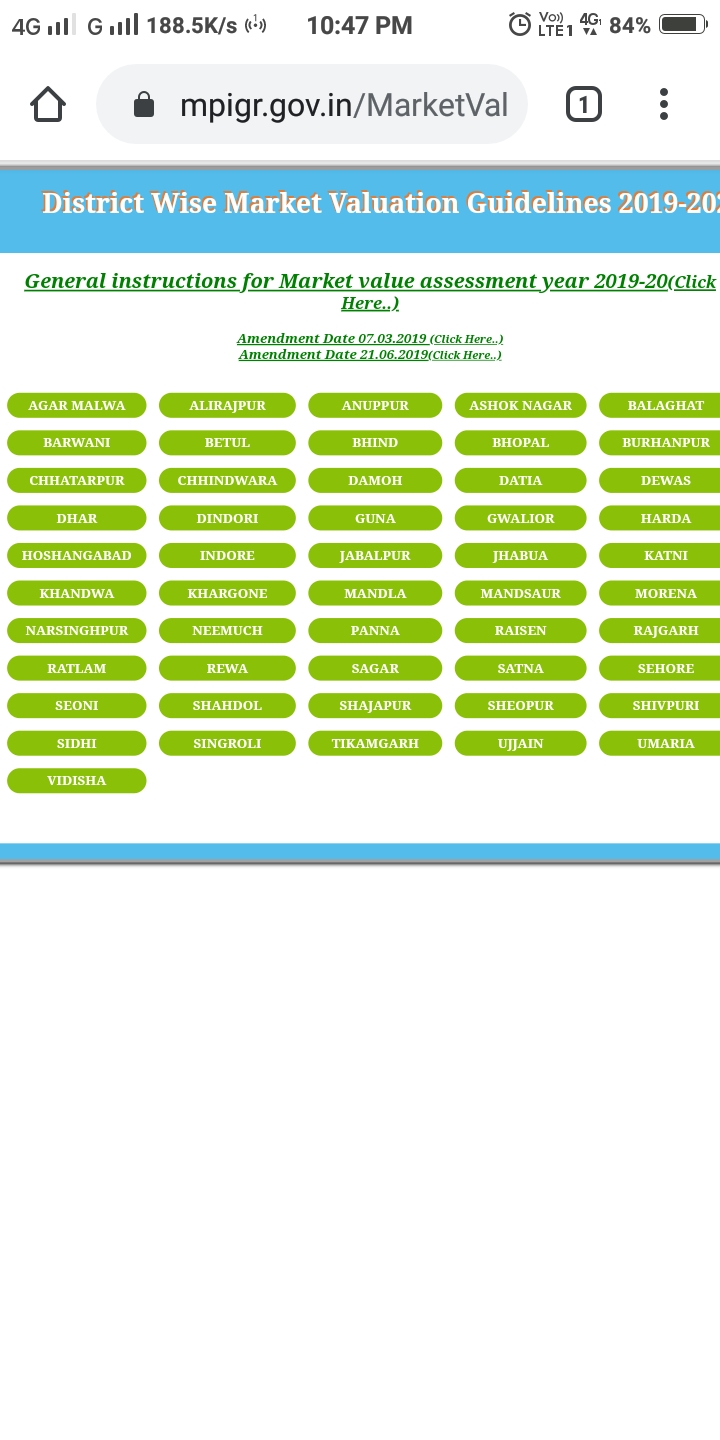 4G G 188.5K/s 10:47 PM Vo)) LTE1 4G 84%
mpigr.gov.in/MarketVal 1
District Wise Market Valuation Guidelines 2019-20
General instructions for Market value assessment year 2019-20(Click
Here..)
Amendment Date 07.03.2019 (Click Here..)
Amendment Date 21.06.2019(Click Here..)
AGAR MALWA ALIRAJPUR ANUPPUR ASHOK NAGAR BALAGHAT
BARWANI BETUL BHIND BHOPAL BURHANPUR
CHHATARPUR CHHINDWARA DAMOH DATIA DEWAS
DHAR DINDORI GUNA GWALIOR HARDA
HOSHANGABAD INDORE JABALPUR JHABUA KATNI
KHANDWA KHARGONE MANDLA MANDSAUR MORENA
NARSINGHPUR NEEMUCH PANNA RAISEN RAJGARH
RATLAM REWA SAGAR SATNA SEHORE
SEONI SHAHDOL SHAJAPUR SHEOPUR SHIVPURI
SIDHI SINGROLI TIKAMGARH UJJAIN UMARIA
VIDISHA